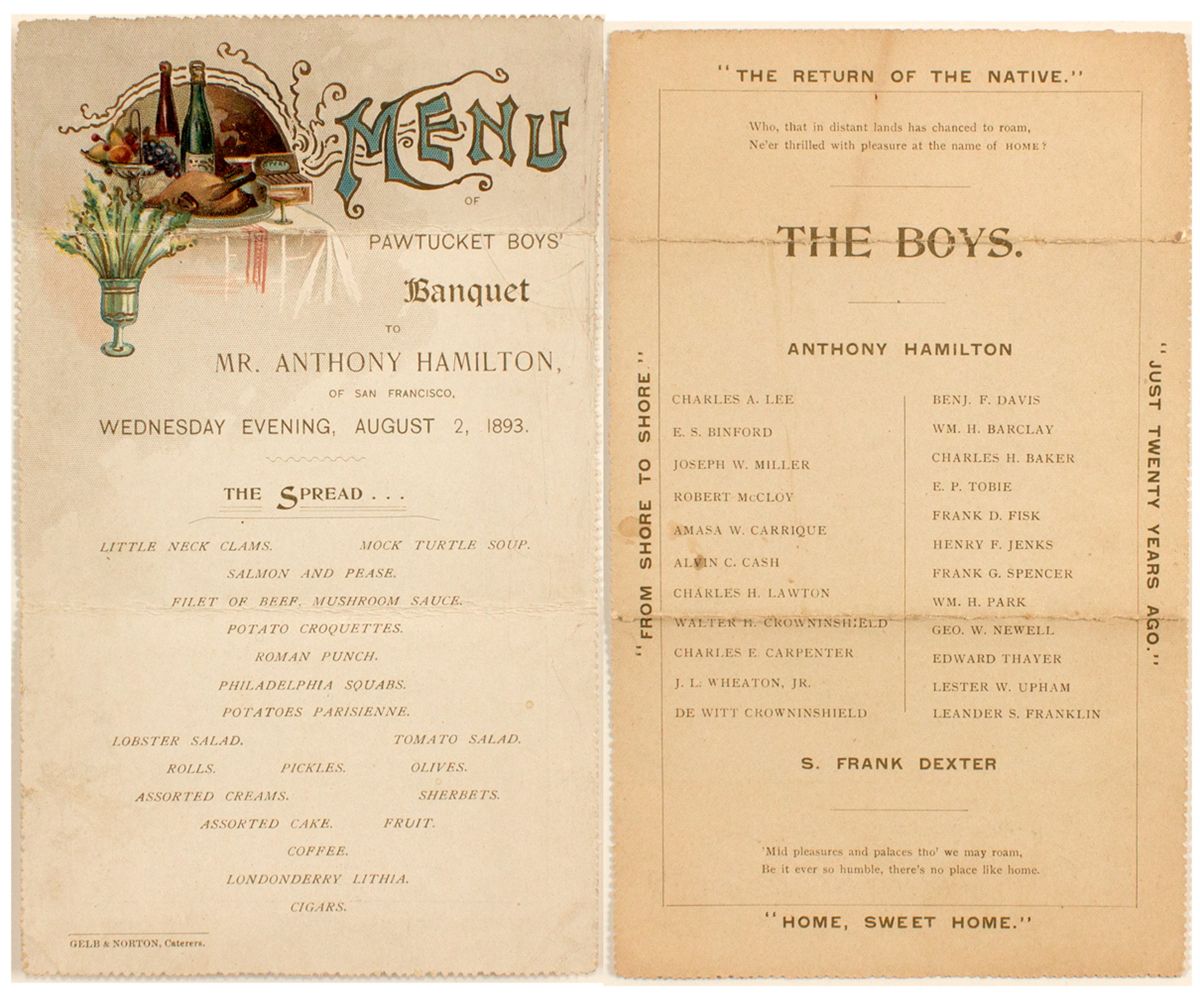 MENU
OF
PAWTUCKET BOYS'
Banquet
TO
MR. ANTHONY HAMILTON,
OF SAN FRANCISCO,
WEDNESDAY EVENING, AUGUST 2, 1893.
THE SPREAD . . .
LITTLE NECK CLAMS. MOCK TURTLE SOUP.
SALMON AND PEASE.
FILET OF BEEF, MUSHROOM SAUCE.
POTATO CROQUETTES.
ROMAN PUNCH.
PHILADELPHIA SQUABS.
POTATOES PARISIENNE.
LOBSTER SALAD. TOMATO SALAD.
ROLLS. PICKLES. OLIVES.
ASSORTED CREAMS. SHERBETS.
ASSORTED CAKE. FRUIT.
COFFEE.
LONDONDERRY LITHIA.
CIGARS.
GELB & NORTON, Caterers.
"THE RETURN OF THE NATIVE."
Who, that in distant lands has chanced to roam,
Ne'er thrilled with pleasure at the name of HOME?
THE BOYS.
ANTHONY HAMILTON
"FROM SHORE TO SHORE."
CHARLES A. LEE
E. S. BINFORD
JOSEPH W. MILLER
ROBERT McCLOY
AMASA W. CARRIQUE
ALVIN C. CASH
CHARLES H. LAWTON
WALTER H. CROWNINSHIELD
CHARLES E. CARPENTER
J. L. WHEATON, JR.
DE WITT CROWNINSHIELD
BENJ. F. DAVIS
WM. H. BARCLAY
CHARLES H. BAKER
E. P. TOBIE
FRANK D. FISK
HENRY F. JENKS
FRANK G. SPENCER
WM. H. PARK
GEO. W. NEWELL
EDWARD THAYER
LESTER W. UPHAM
LEANDER S. FRANKLIN
"JUST TWENTY YEARS AGO."
S. FRANK DEXTER
'Mid pleasures and palaces tho' we may roam,
Be it ever so humble, there's no place like home.
"HOME, SWEET HOME."